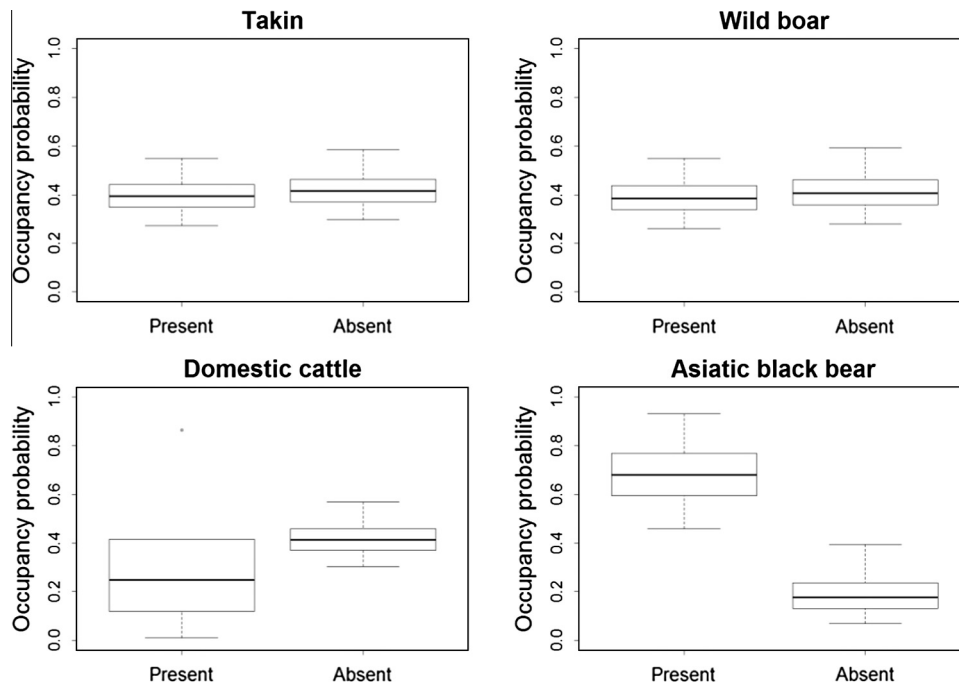 Takin
Occupancy probability
1.0
0.8
0.6
0.4
0.2
0.0
Present Absent
Wild boar
Occupancy probability
1.0
0.8
0.6
0.4
0.2
0.0
Present Absent
Domestic cattle
Occupancy probability
1.0
0.8
0.6
0.4
0.2
0.0
Present Absent
Asiatic black bear
Occupancy probability
1.0
0.8
0.6
0.4
0.2
0.0
Present Absent